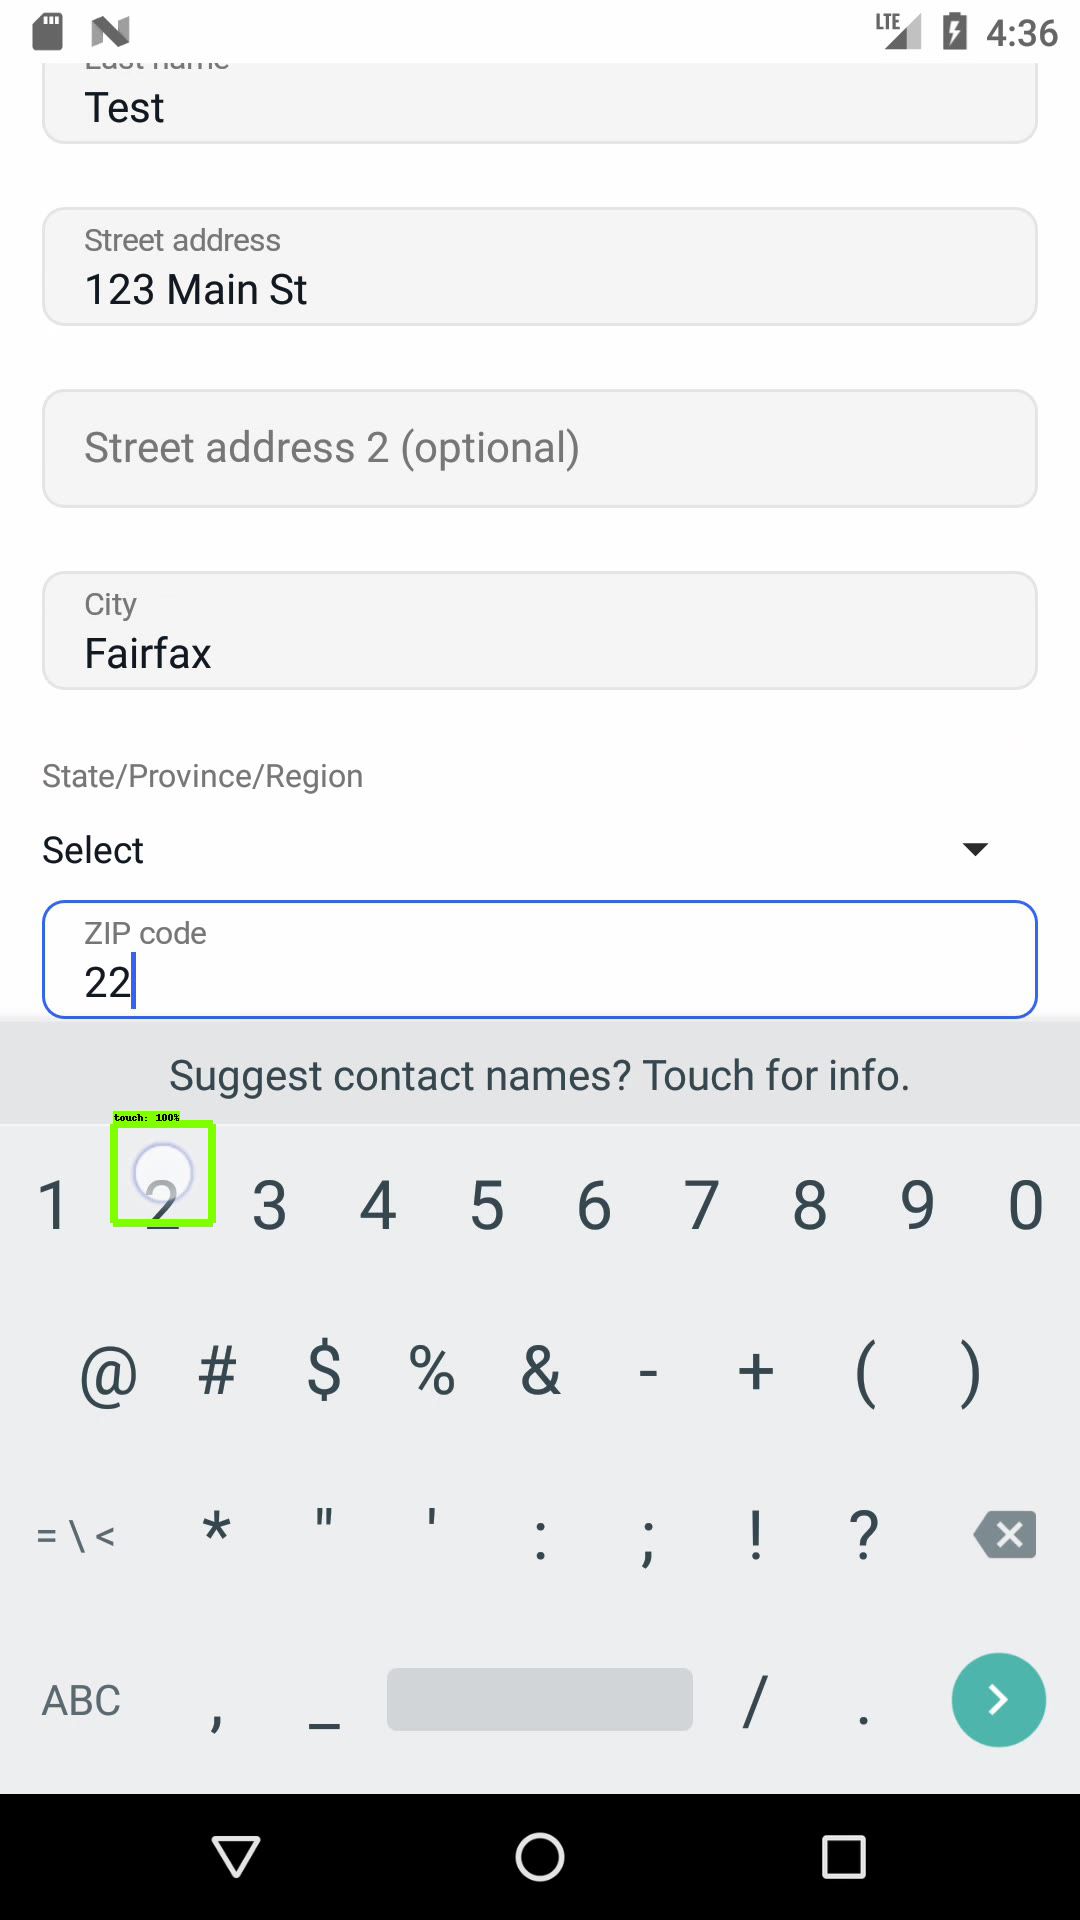 LTE 4:36
Last name
Test
Street address
123 Main St
Street address 2 (optional)
City
Fairfax
State/Province/Region
Select
ZIP code
22
Suggest contact names? Touch for info.
touch: 100%
1 2 3 4 5 6 7 8 9 0
@ # $ % & - + ( )
= \ < * " ' : ; ! ?
ABC , _ / .